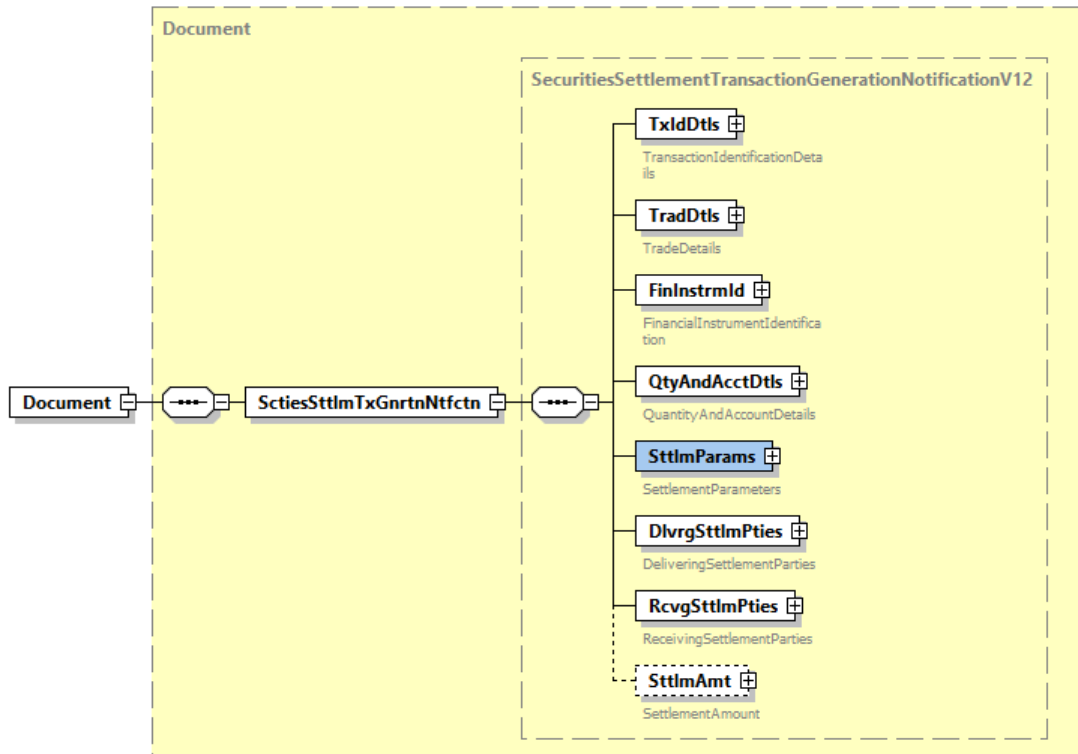 Document
SecuritiesSettlementTransactionGenerationNotificationV12
TxIdDtls
TransactionIdentificationDeta
ils
TradDtls
TradeDetails
FinInstrmId
FinancialInstrumentIdentifica
tion
QtyAndAcctDtls
QuantityAndAccountDetails
Document
SctiesSttlmTxGnrtnNtfctn
SttlmParams
SettlementParameters
DlvrgSttlmPties
DeliveringSettlementParties
RcvgSttlmPties
ReceivingSettlementParties
SttlmAmt
SettlementAmount